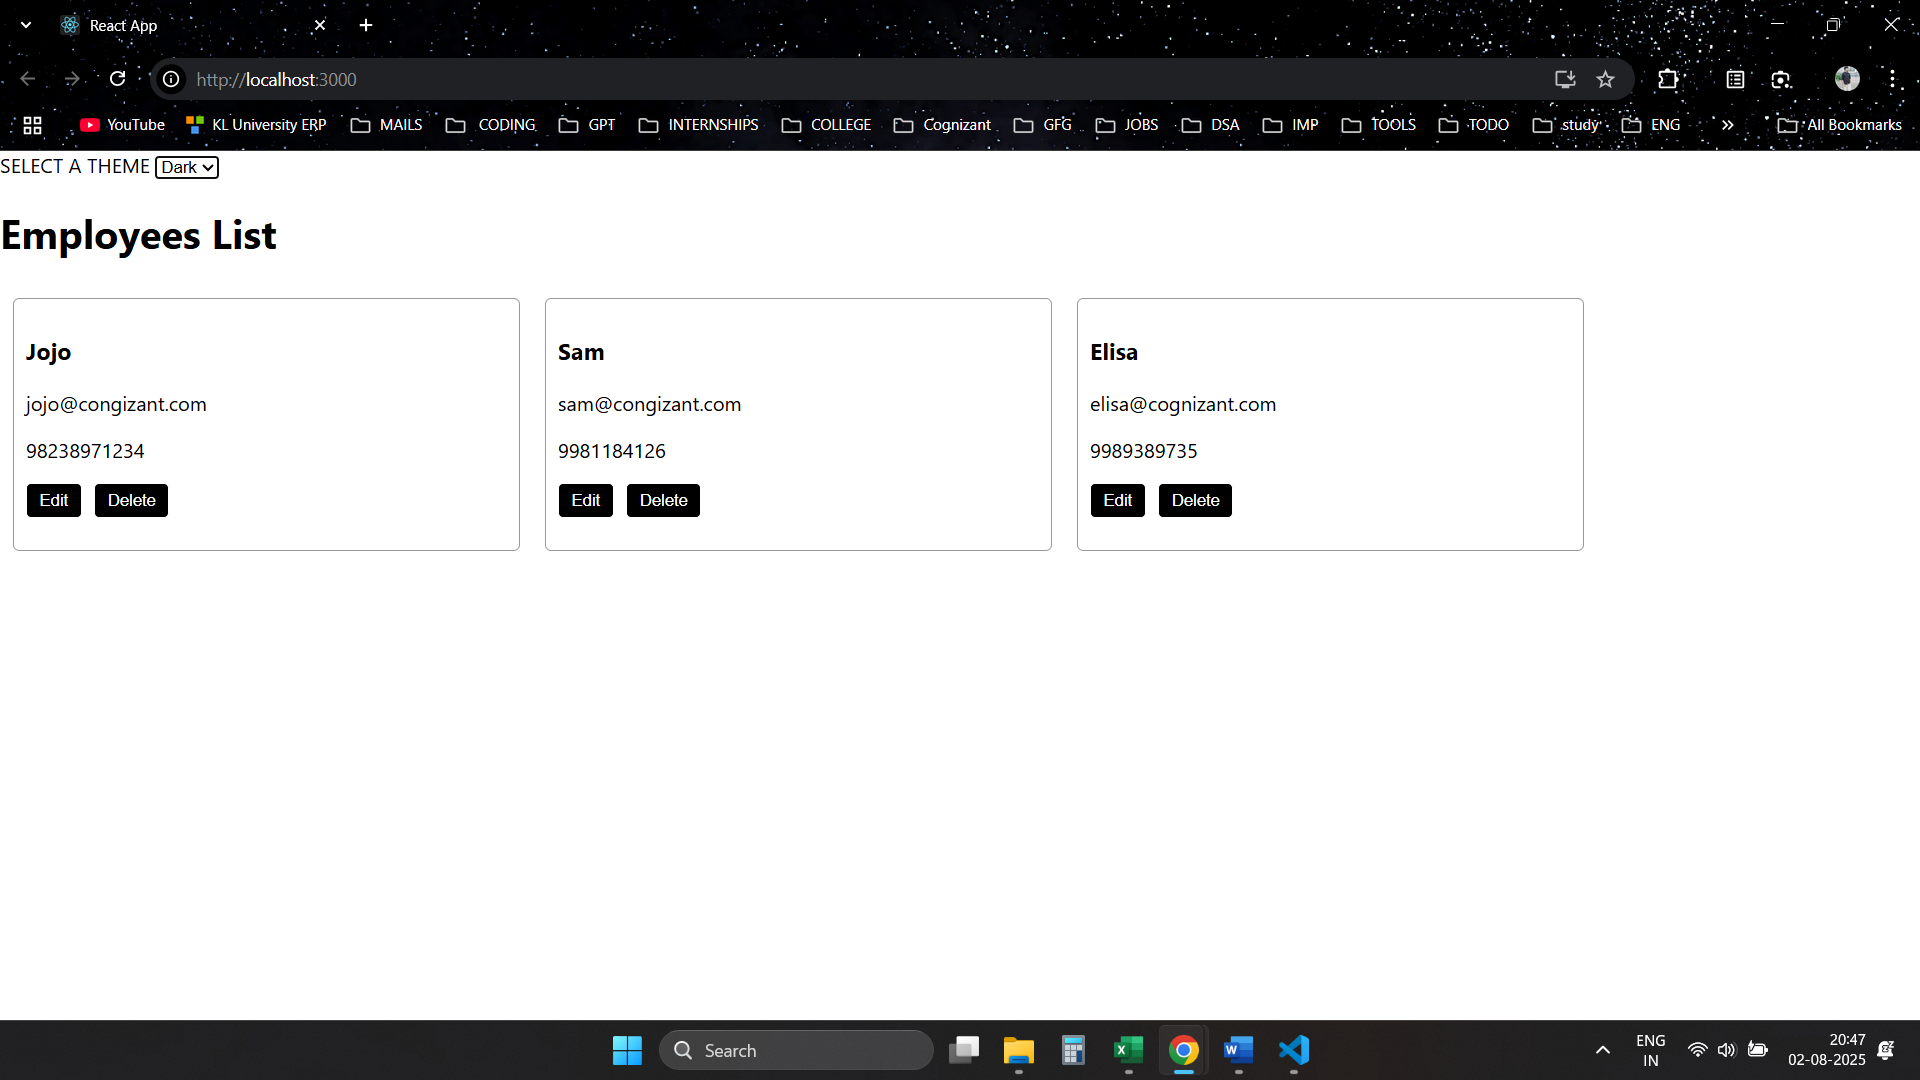 React App
http://localhost:3000
YouTube KL University ERP MAILS CODING GPT INTERNSHIPS COLLEGE Cognizant GFG JOBS DSA IMP TOOLS TODO study ENG » All Bookmarks
SELECT A THEME Dark
Employees List
Jojo
jojo@congizant.com
98238971234
Edit Delete
Sam
sam@congizant.com
9981184126
Edit Delete
Elisa
elisa@cognizant.com
9989389735
Edit Delete
Search
ENG
IN
20:47
02-08-2025